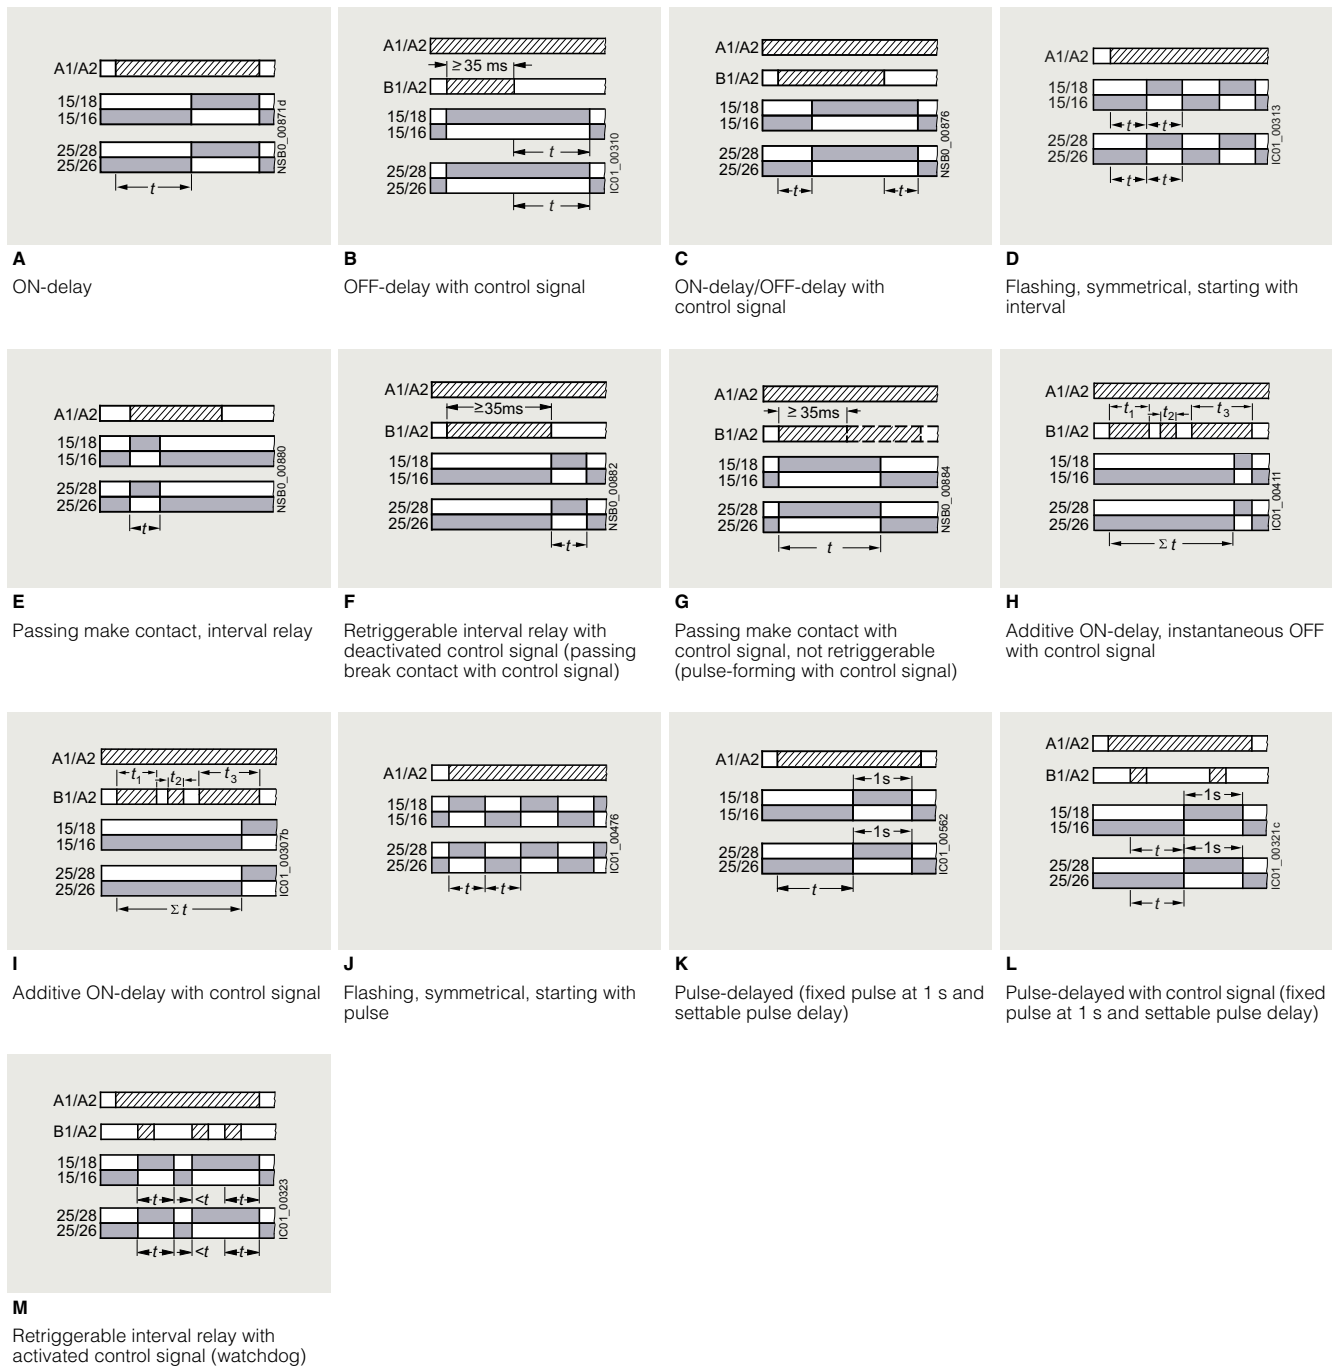 A1/A2
15/18
15/16
25/28
25/26
t
NSB0_00871d
A
ON-delay
A1/A2
≥ 35 ms
B1/A2
15/18
15/16
t
25/28
25/26
t
IC01_00310
B
OFF-delay with control signal
A1/A2
B1/A2
15/18
15/16
25/28
25/26
t t
NSB0_00876
C
ON-delay/OFF-delay with
control signal
A1/A2
15/18
15/16
t t
25/28
25/26
t t
IC01_00313
D
Flashing, symmetrical, starting with
interval
A1/A2
15/18
15/16
25/28
25/26
t
NSB0_00880
E
Passing make contact, interval relay
A1/A2
≥35ms
B1/A2
15/18
15/16
25/28
25/26
t
NSB0_00882
F
Retriggerable interval relay with
deactivated control signal (passing
break contact with control signal)
A1/A2
≥ 35ms
B1/A2
15/18
15/16
25/28
25/26
t
NSB0_00884
G
Passing make contact with
control signal, not retriggerable
(pulse-forming with control signal)
A1/A2
t1 t2 t3
B1/A2
15/18
15/16
25/28
25/26
Σ t
IC01_00411
H
Additive ON-delay, instantaneous OFF
with control signal
A1/A2
t1 t2 t3
B1/A2
15/18
15/16
25/28
25/26
Σ t
IC01_00307b
I
Additive ON-delay with control signal
A1/A2
15/18
15/16
25/28
25/26
t t
IC01_00476
J
Flashing, symmetrical, starting with
pulse
A1/A2
1s
15/18
15/16
1s
25/28
25/26
t
IC01_00562
K
Pulse-delayed (fixed pulse at 1 s and
settable pulse delay)
A1/A2
B1/A2
1s
15/18
15/16
t 1s
25/28
25/26
t
IC01_00321c
L
Pulse-delayed with control signal (fixed
pulse at 1 s and settable pulse delay)
A1/A2
B1/A2
15/18
15/16
t <t t
25/28
25/26
t <t t
IC01_00323
M
Retriggerable interval relay with
activated control signal (watchdog)